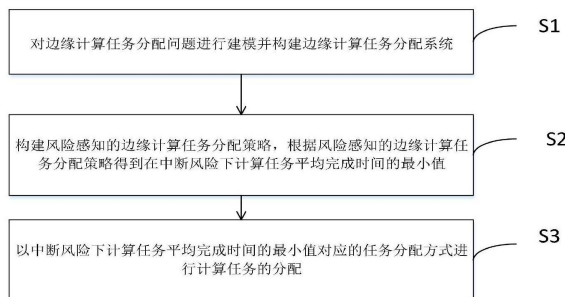 对边缘计算任务分配问题进行建模并构建边缘计算任务分配系统
S1
构建风险感知的边缘计算任务分配策略，根据风险感知的边缘计算任
务分配策略得到在中断风险下计算任务平均完成时间的最小值
S2
以中断风险下计算任务平均完成时间的最小值对应的任务分配方式进
行计算任务的分配
S3